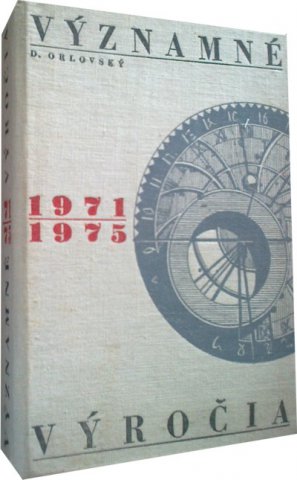 VÝZNAMNÉ
D. ORLOVSKÝ
1971
1975
VÝROČIA